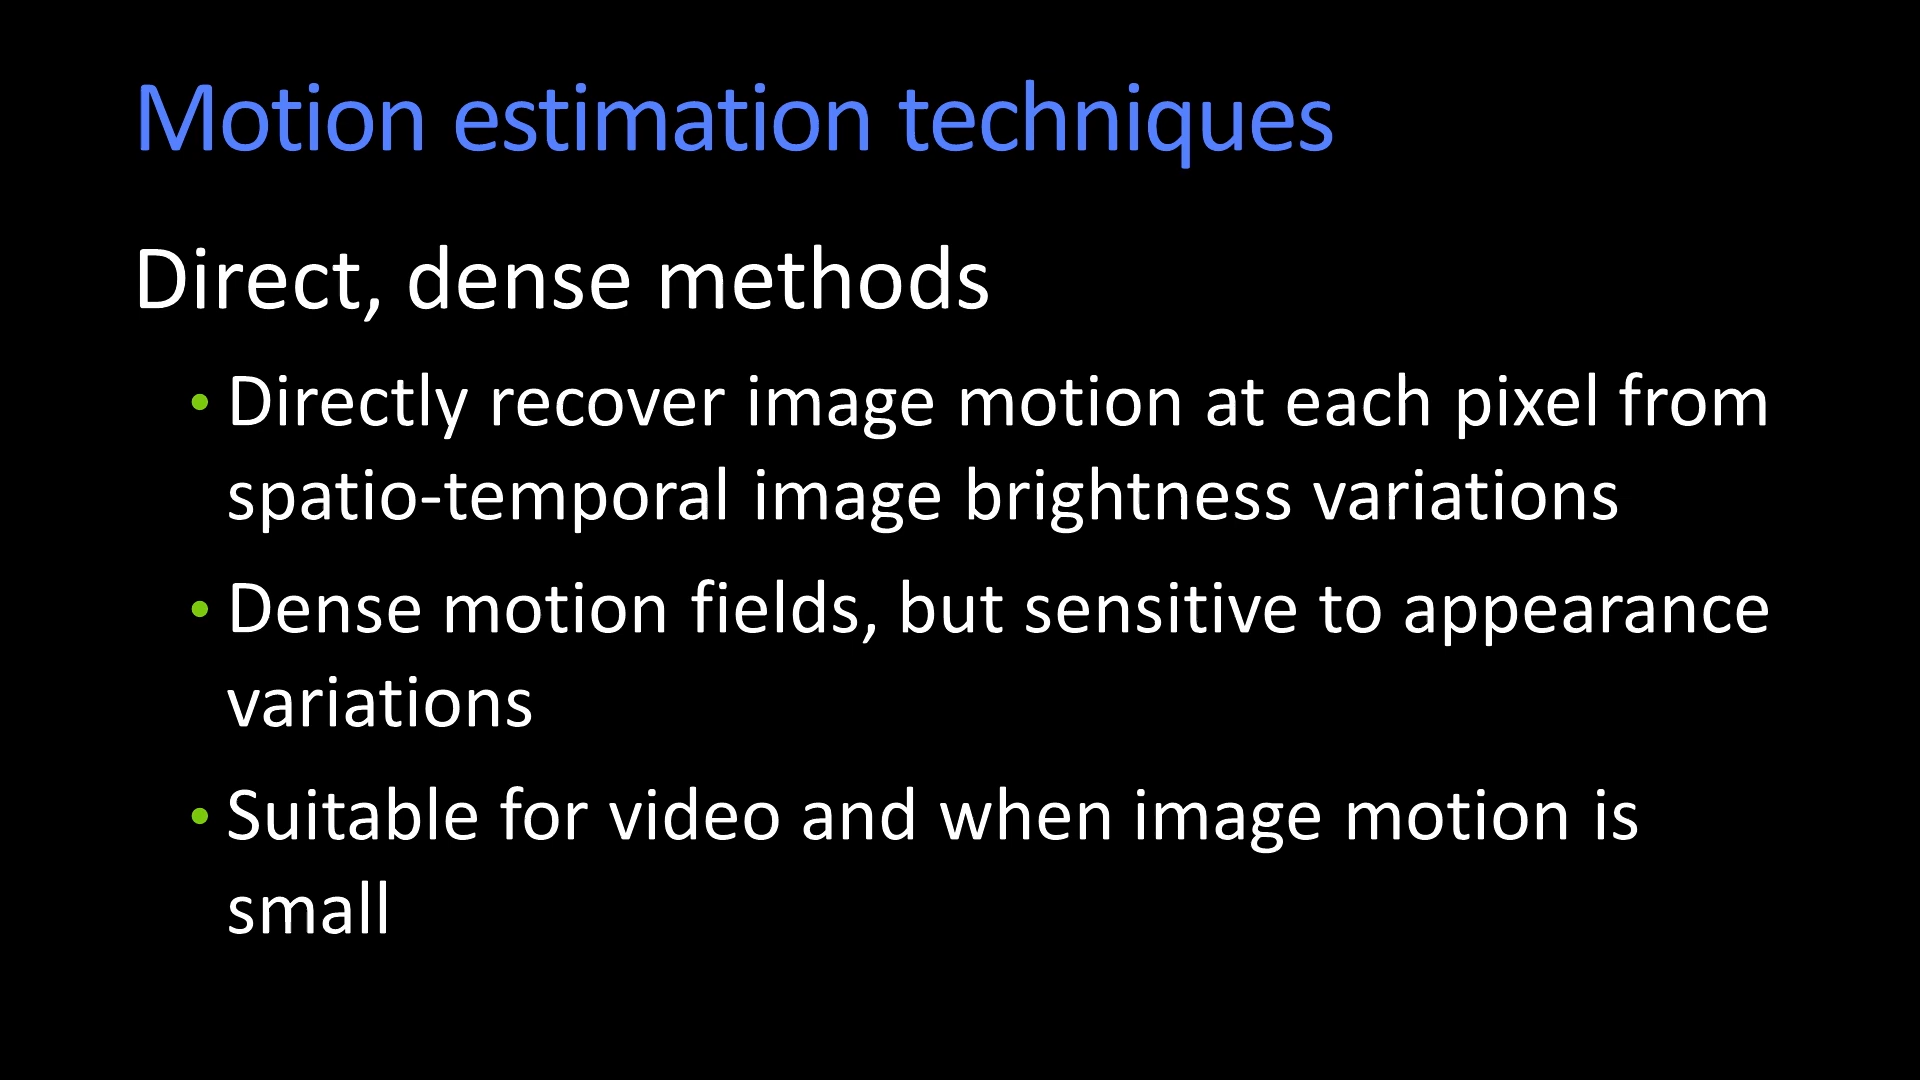 Motion estimation techniques
Direct, dense methods
• Directly recover image motion at each pixel from
spatio-temporal image brightness variations
• Dense motion fields, but sensitive to appearance
variations
• Suitable for video and when image motion is
small